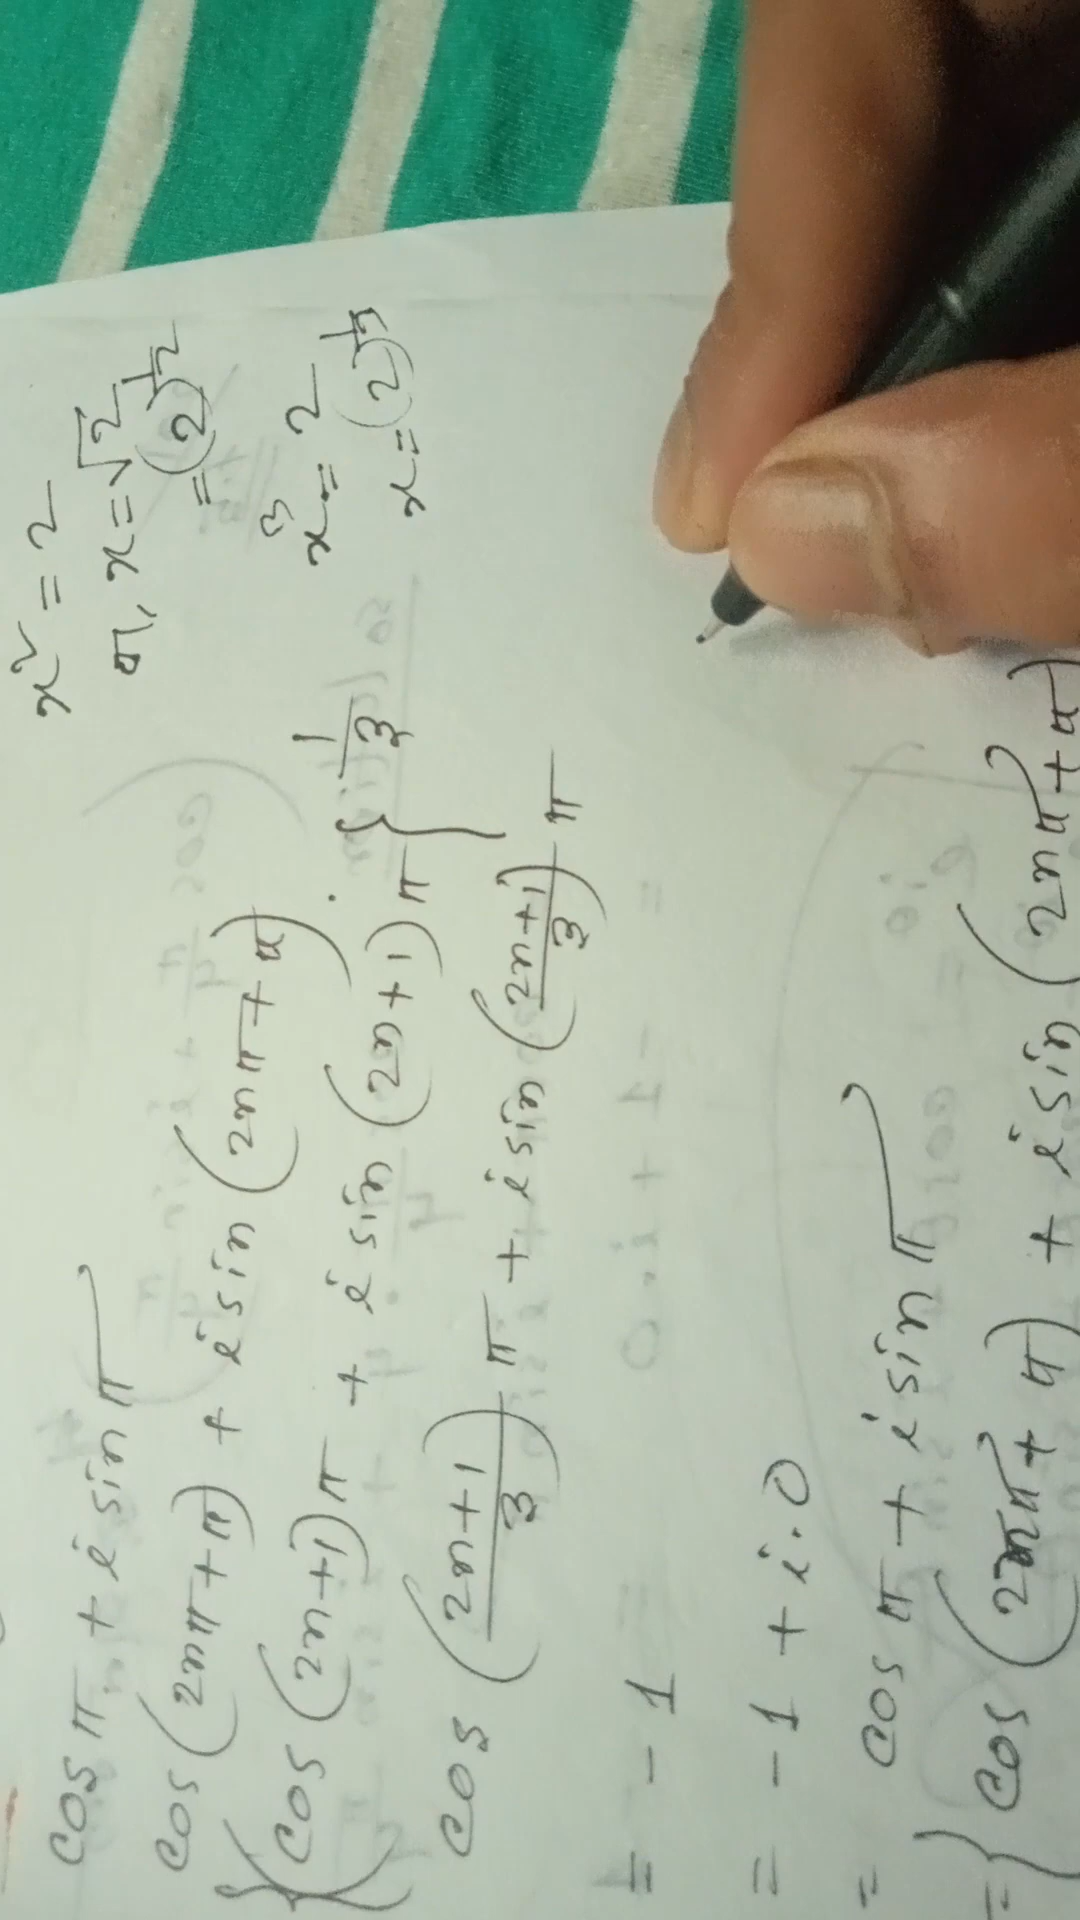 cos π + i sin π
cos (2nπ+π) + i sin (2nπ+π)
{cos (2n+1)π + i sin (2n+1)π}^{1/3}
cos ((2n+1)/3) π + i sin ((2n+1)/3) π
= -1
= -1 + i.0
= cos π + i sin π
= {cos (2nπ+π) + i sin (2nπ+π)
x² = 2
বা, x = √2
= (2)^{1/2}
x³ = 2
x = (2)^{1/3}